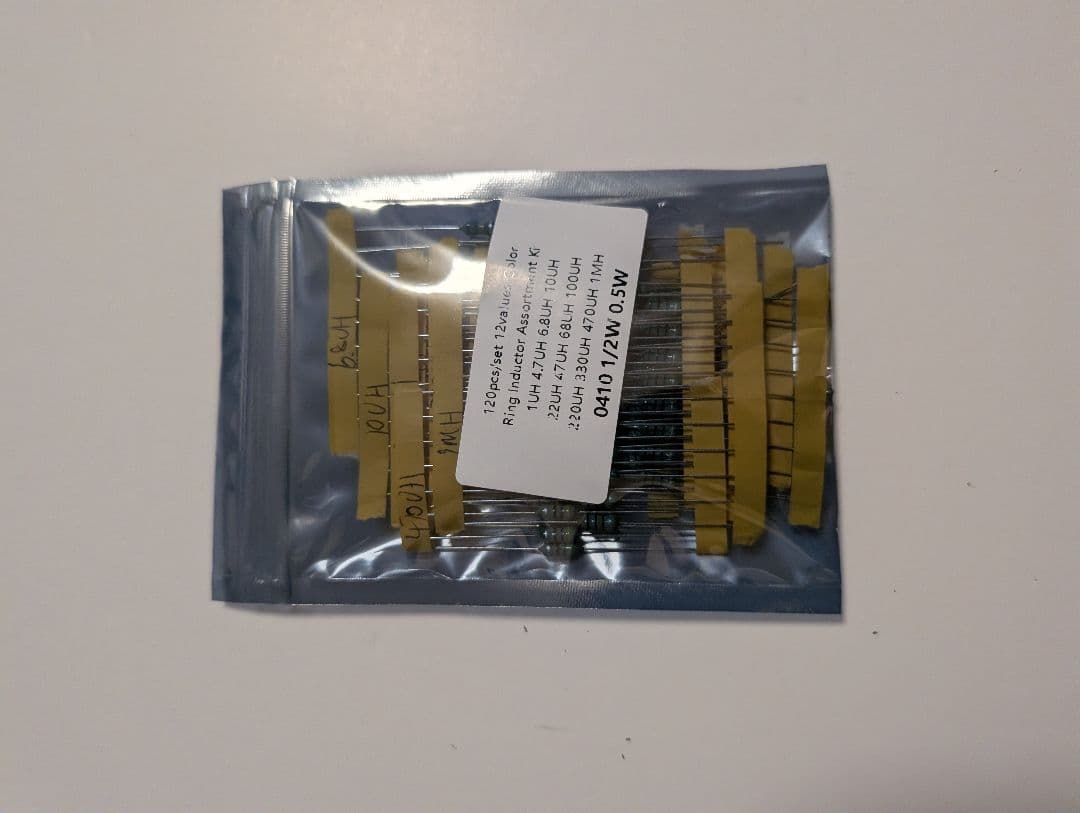 120pcs/set 12values Color
Ring Inductor Assortment Ki
1UH 4.7UH 6.8UH 10UH
22UH 47UH 68UH 100UH
220UH 330UH 470UH 1MH
0410 1/2W 0.5W
6.8UH
10UH
470UH
1MH